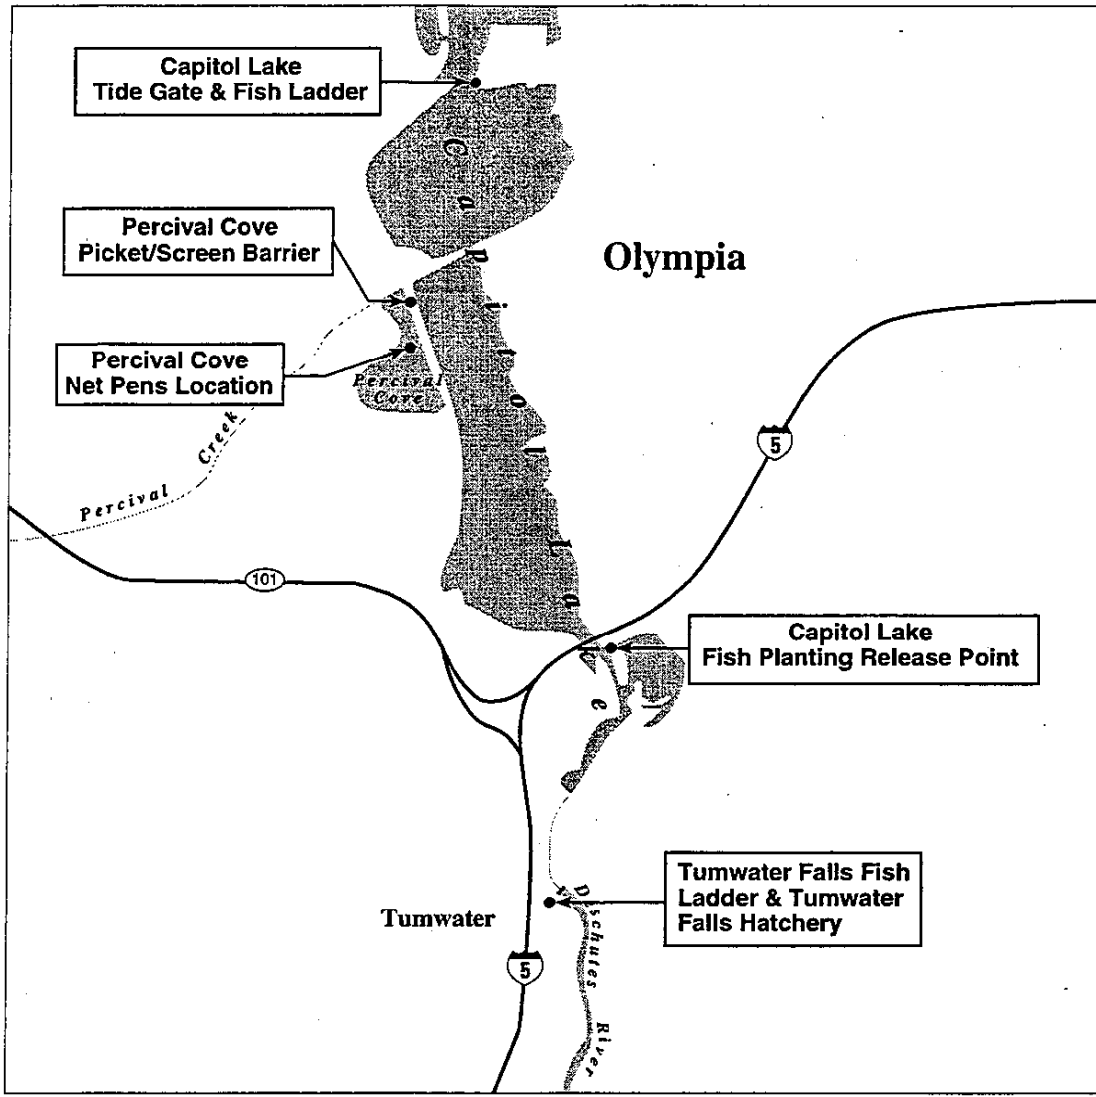 Capitol Lake
Tide Gate & Fish Ladder
Percival Cove
Picket/Screen Barrier
Olympia
Percival Cove
Net Pens Location
Percival
Cove
Capitol Lake
Percival Creek
5
101
Capitol Lake
Fish Planting Release Point
Tumwater Falls Fish
Ladder & Tumwater
Falls Hatchery
Tumwater
Deschutes River
5